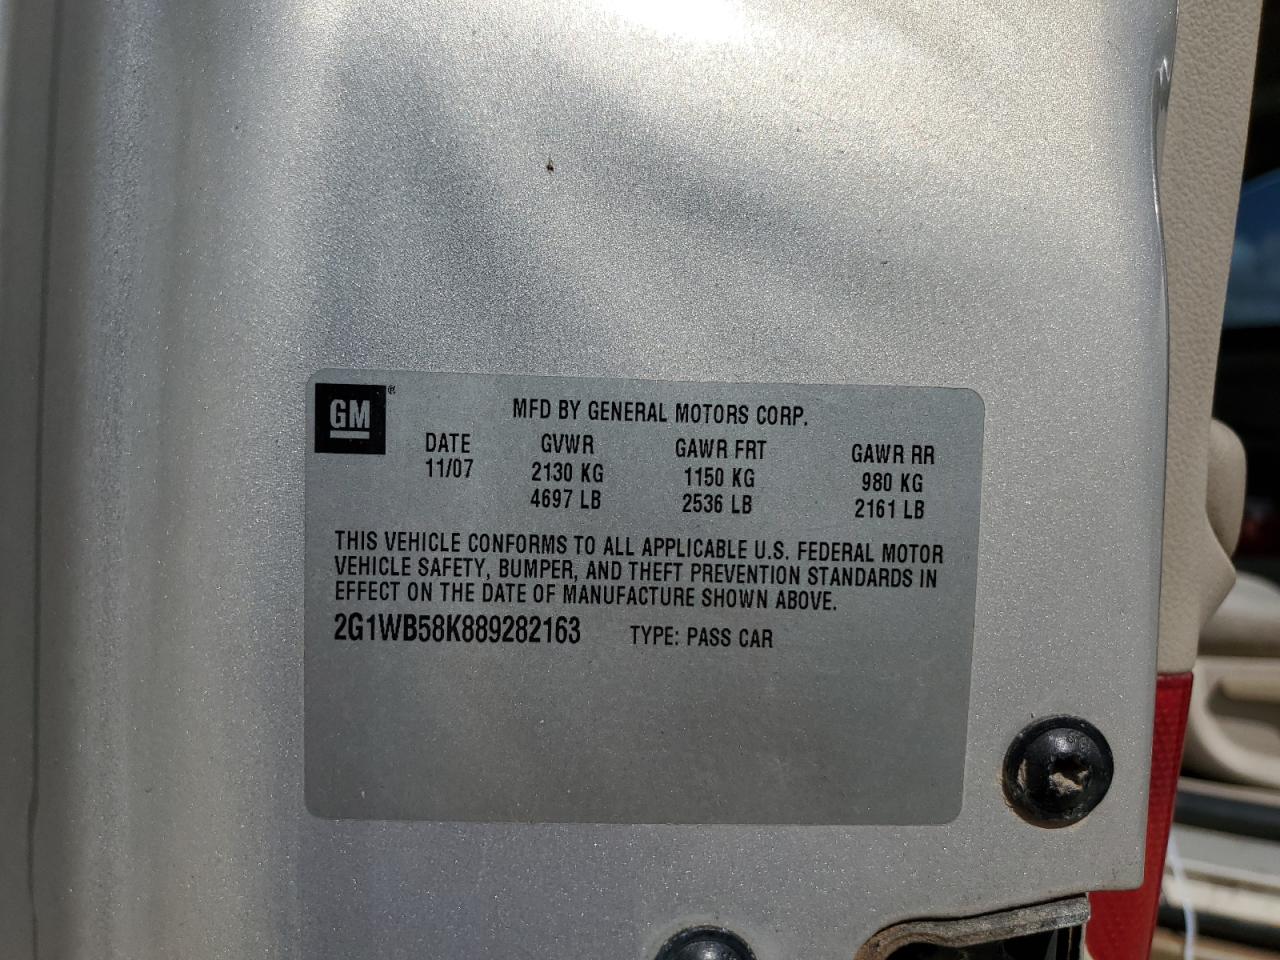 GM ®
MFD BY GENERAL MOTORS CORP.
DATE GVWR GAWR FRT GAWR RR
11/07 2130 KG 1150 KG 980 KG
4697 LB 2536 LB 2161 LB
THIS VEHICLE CONFORMS TO ALL APPLICABLE U.S. FEDERAL MOTOR
VEHICLE SAFETY, BUMPER, AND THEFT PREVENTION STANDARDS IN
EFFECT ON THE DATE OF MANUFACTURE SHOWN ABOVE.
2G1WB58K889282163 TYPE: PASS CAR